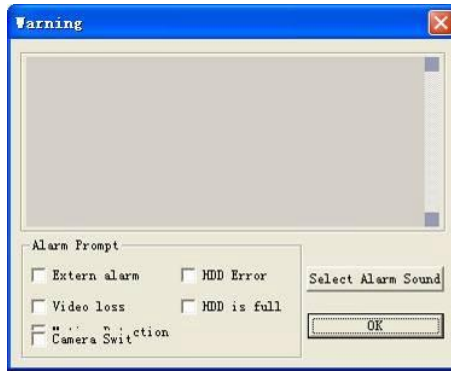 Warning
Alarm Prompt
Extern alarm
HDD Error
Select Alarm Sound
Video loss
HDD is full
Camera Swit
OK